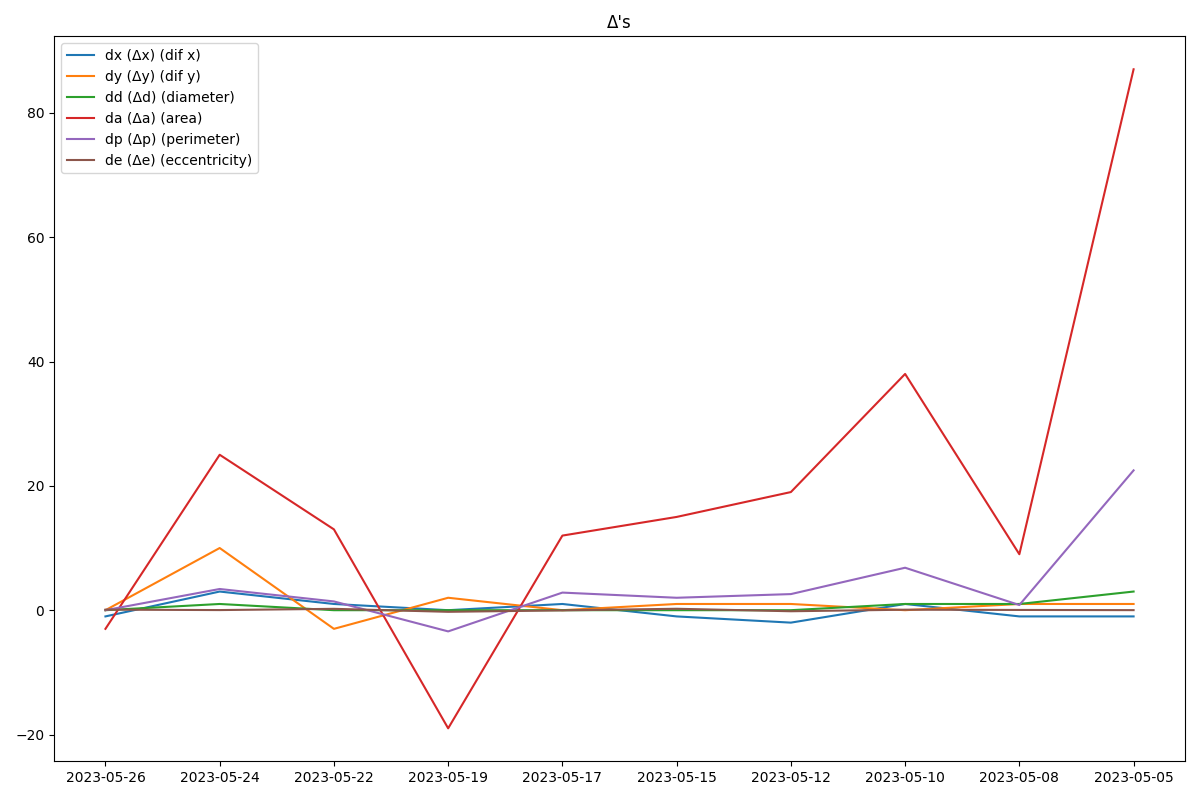 Δ's
dx (Δx) (dif x)
dy (Δy) (dif y)
dd (Δd) (diameter)
da (Δa) (area)
dp (Δp) (perimeter)
de (Δe) (eccentricity)
80
60
40
20
0
−20
2023-05-26 2023-05-24 2023-05-22 2023-05-19 2023-05-17 2023-05-15 2023-05-12 2023-05-10 2023-05-08 2023-05-05